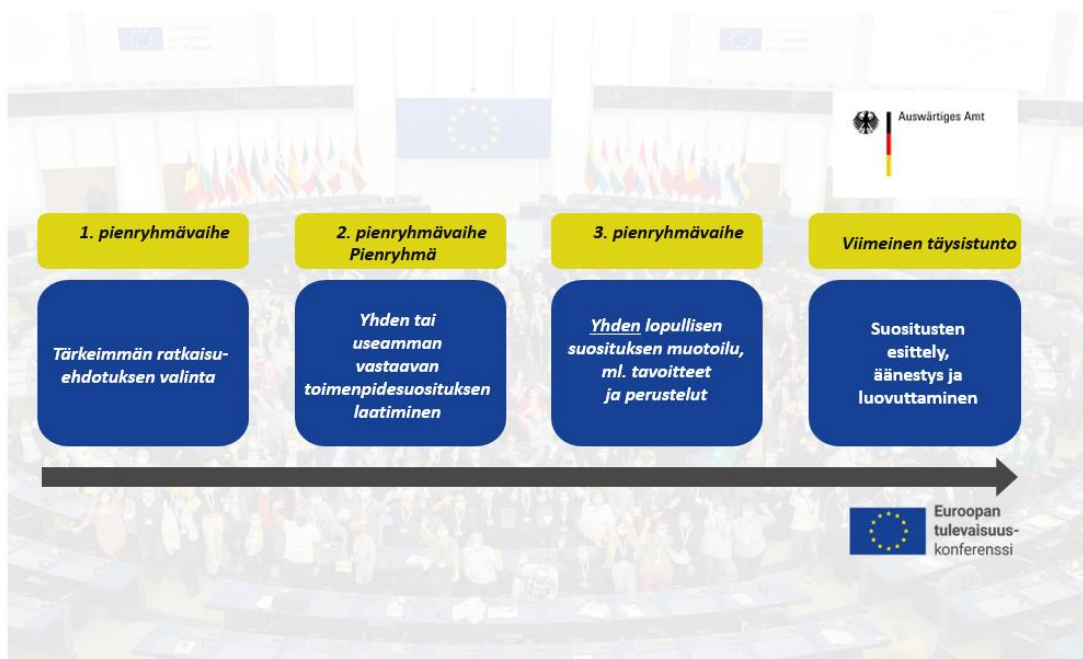 Auswärtiges Amt
1. pienryhmävaihe
Tärkeimmän ratkaisu-
ehdotuksen valinta
2. pienryhmävaihe
Pienryhmä
Yhden tai
useamman
vastaavan
toimenpidesuosituksen
laatiminen
3. pienryhmävaihe
Yhden lopullisen
suosituksen muotoilu,
ml. tavoitteet
ja perustelut
Viimeinen täysistunto
Suositusten
esittely,
äänestys ja
luovuttaminen
Euroopan
tulevaisuus-
konferenssi